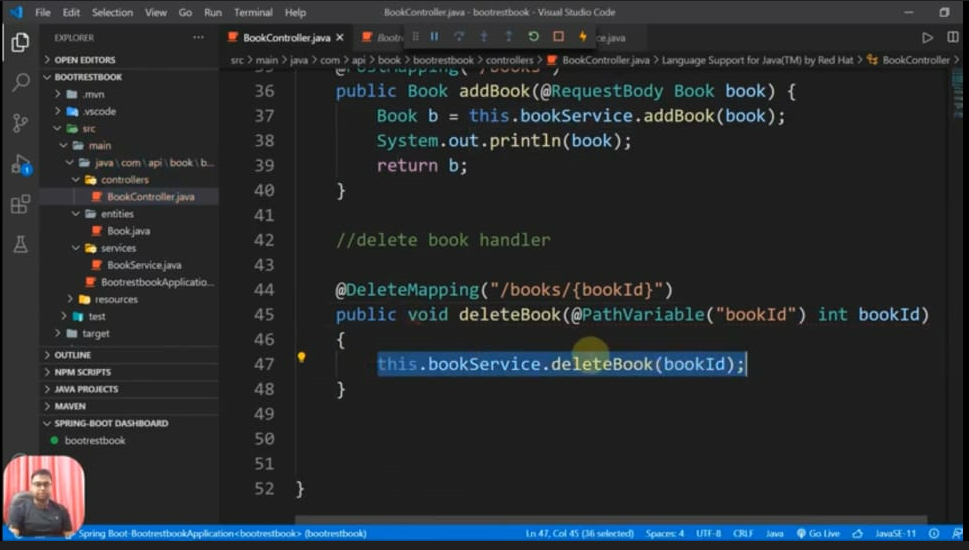 File Edit Selection View Go Run Terminal Help
BookController.java - bootrestbook - Visual Studio Code
EXPLORER
OPEN EDITORS
BOOTRESTBOOK
.mvn
.vscode
src
main
java \ com \ api \ book \ b...
controllers
BookController.java
entities
Book.java
services
BookService.java
BootrestbookApplicatio...
resources
test
target
OUTLINE
NPM SCRIPTS
JAVA PROJECTS
MAVEN
SPRING-BOOT DASHBOARD
bootrestbook
BookController.java
src > main > java > com > api > book > bootrestbook > controllers > BookController.java > Language Support for Java(TM) by Red Hat > BookController >
36 public Book addBook(@RequestBody Book book) {
37 Book b = this.bookService.addBook(book);
38 System.out.println(book);
39 return b;
40 }
41
42 //delete book handler
43
44 @DeleteMapping("/books/{bookId}")
45 public void deleteBook(@PathVariable("bookId") int bookId)
46 {
47 this.bookService.deleteBook(bookId);
48 }
49
50
51
52 }
Spring Boot-BootrestbookApplication<bootrestbook> (bootrestbook)
Ln 47, Col 45 (36 selected) Spaces: 4 UTF-8 CRLF Java Go Live JavaSE-11